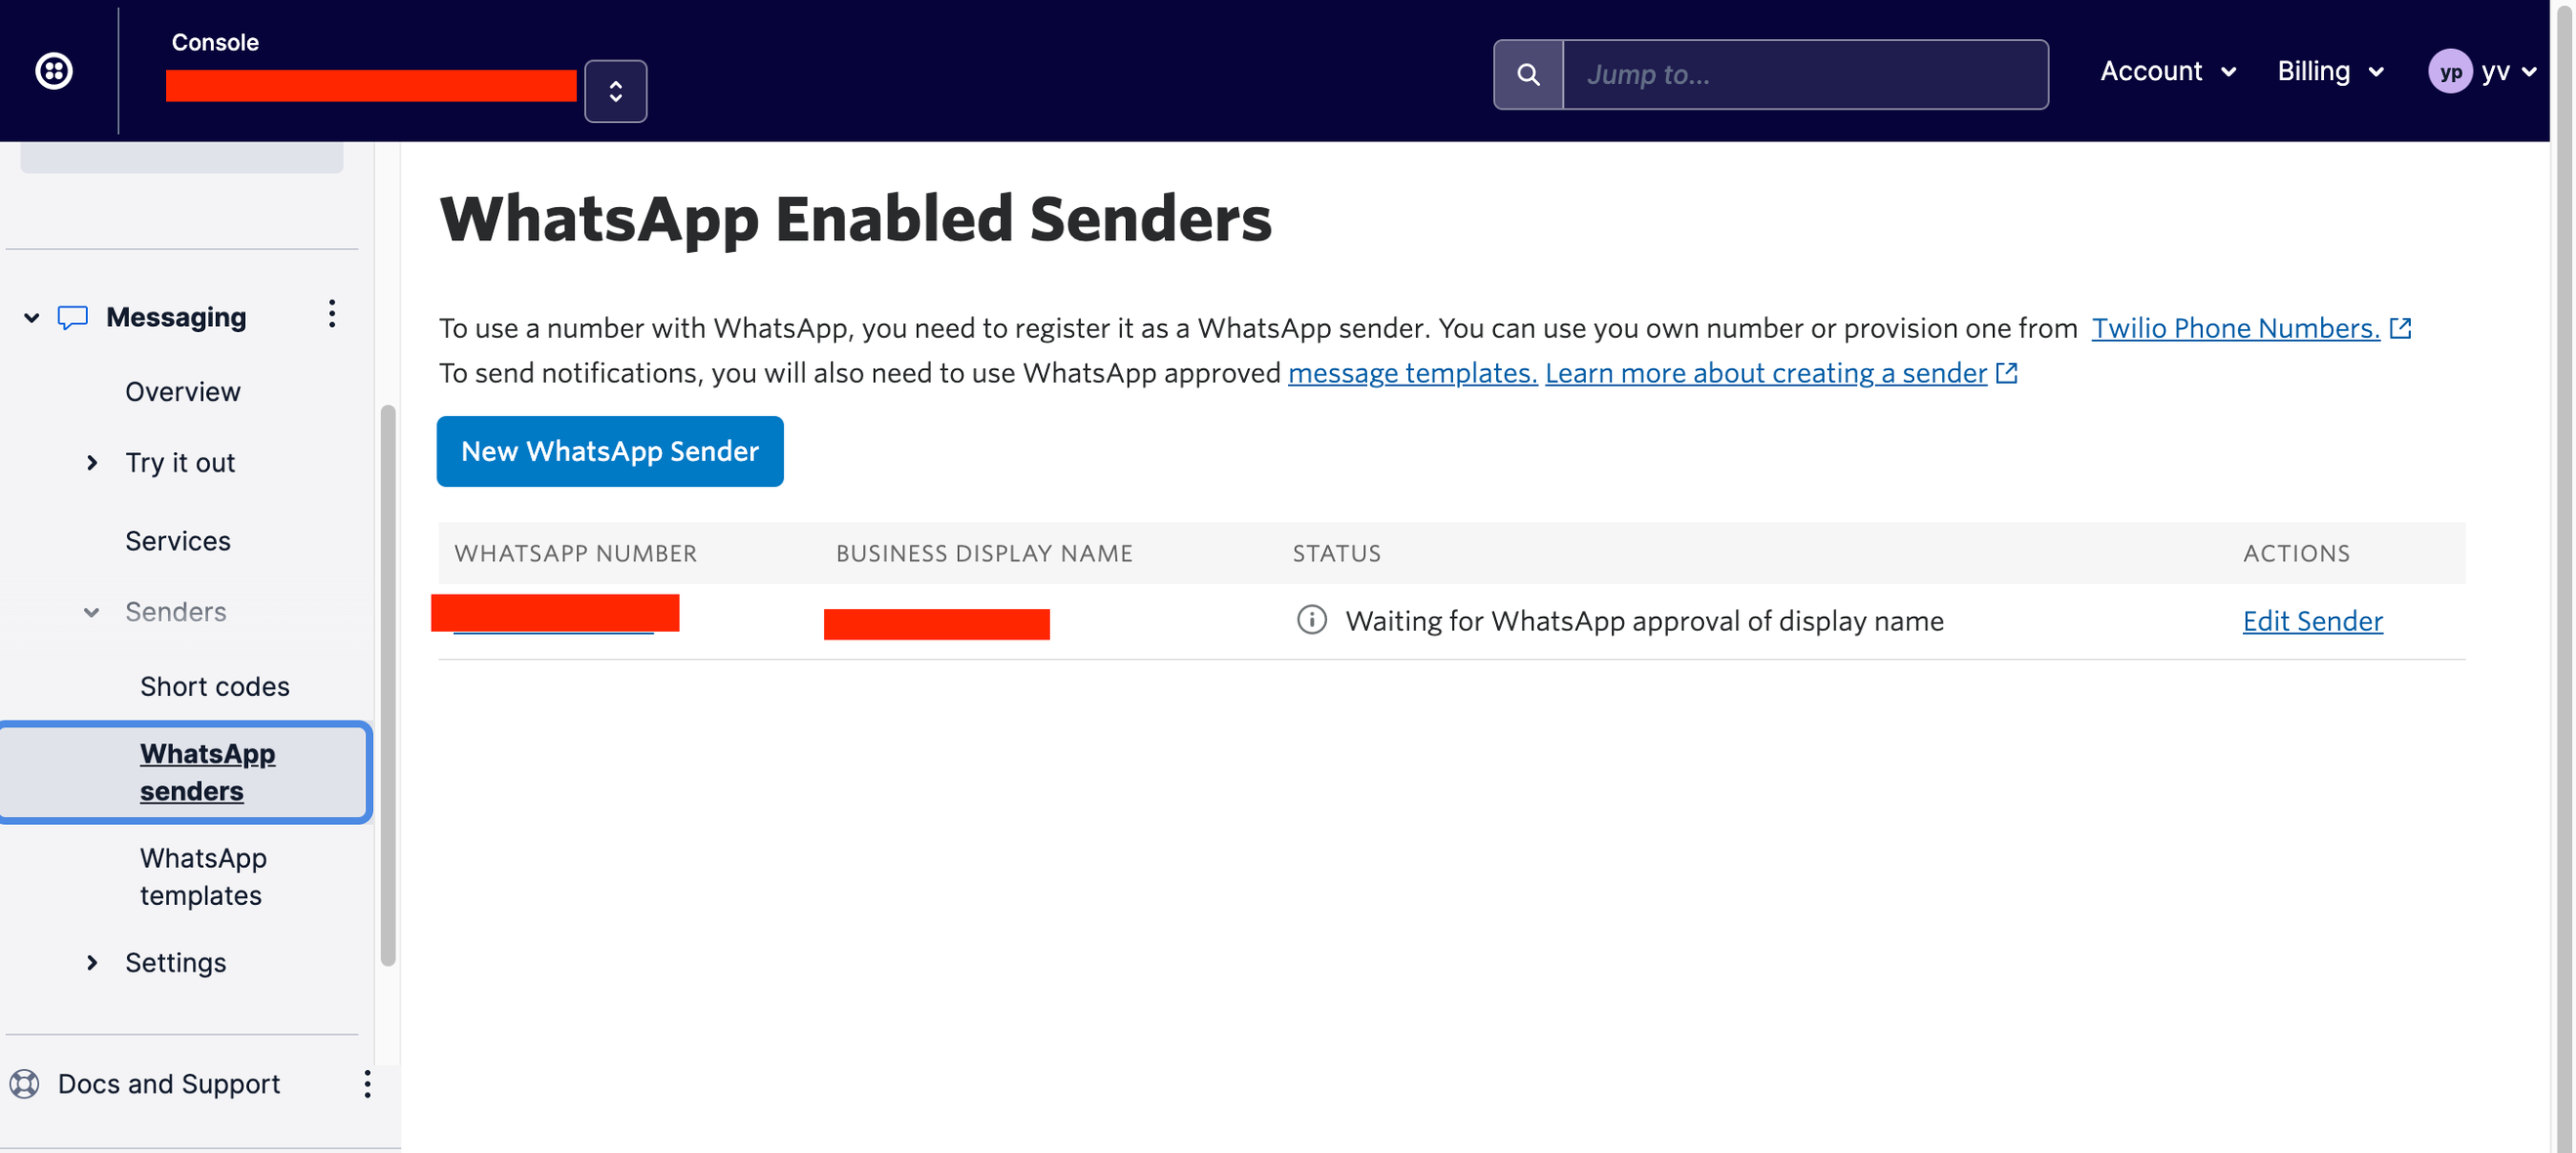 Console
Jump to...
Account
Billing
yp
yv
Messaging
Overview
Try it out
Services
Senders
Short codes
WhatsApp
senders
WhatsApp
templates
Settings
Docs and Support
WhatsApp Enabled Senders
To use a number with WhatsApp, you need to register it as a WhatsApp sender. You can use you own number or provision one from Twilio Phone Numbers.
To send notifications, you will also need to use WhatsApp approved message templates. Learn more about creating a sender
New WhatsApp Sender
WHATSAPP NUMBER BUSINESS DISPLAY NAME STATUS ACTIONS
Waiting for WhatsApp approval of display name Edit Sender